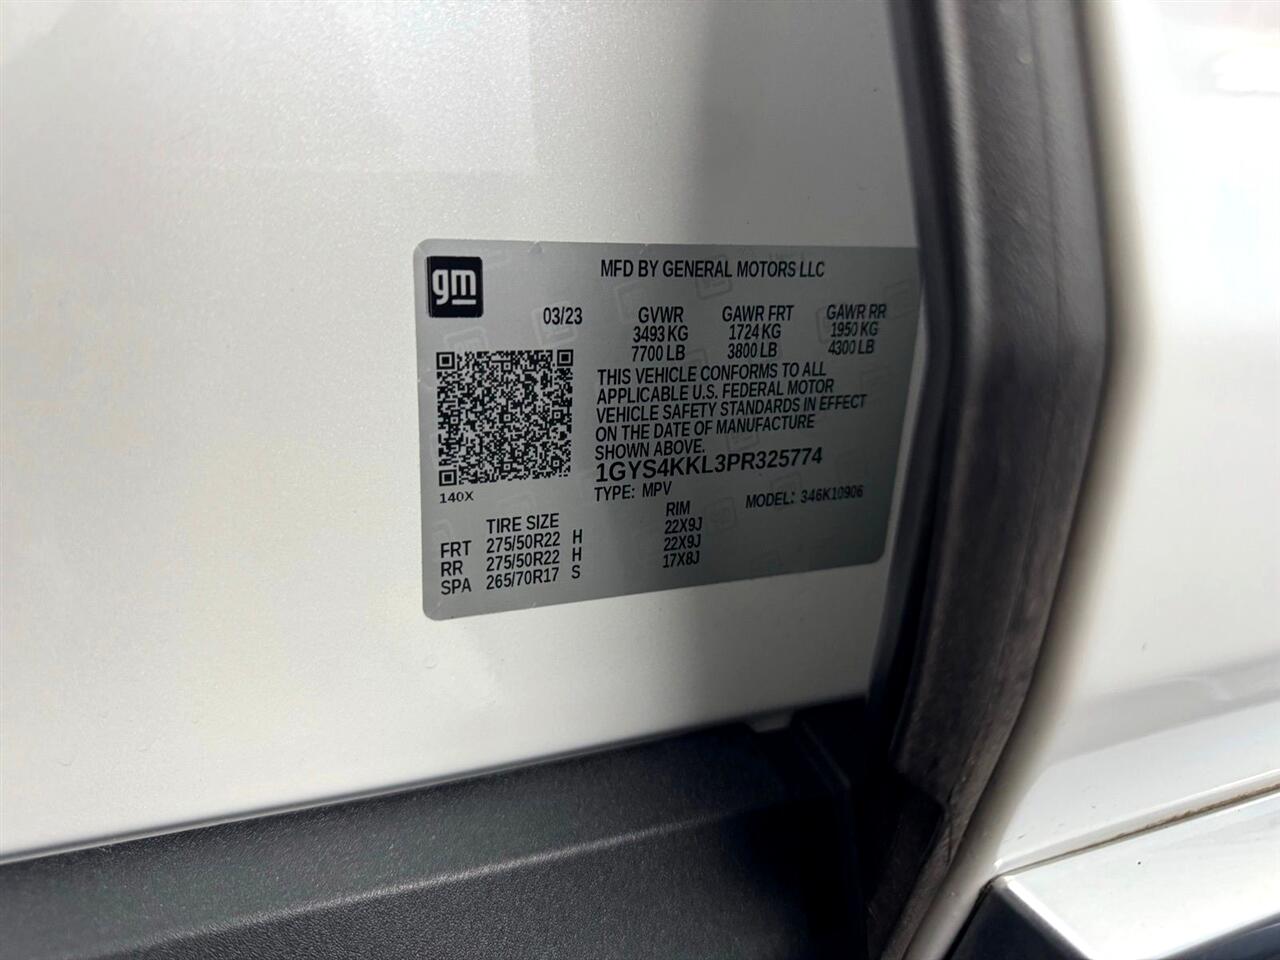 gm
MFD BY GENERAL MOTORS LLC
03/23 GVWR GAWR FRT GAWR RR
3493 KG 1724 KG 1950 KG
7700 LB 3800 LB 4300 LB
THIS VEHICLE CONFORMS TO ALL
APPLICABLE U.S. FEDERAL MOTOR
VEHICLE SAFETY STANDARDS IN EFFECT
ON THE DATE OF MANUFACTURE
SHOWN ABOVE.
1GYS4KKL3PR325774
140X
TYPE: MPV MODEL: 346K10906
TIRE SIZE RIM
FRT 275/50R22 H 22X9J
RR 275/50R22 H 22X9J
SPA 265/70R17 S 17X8J